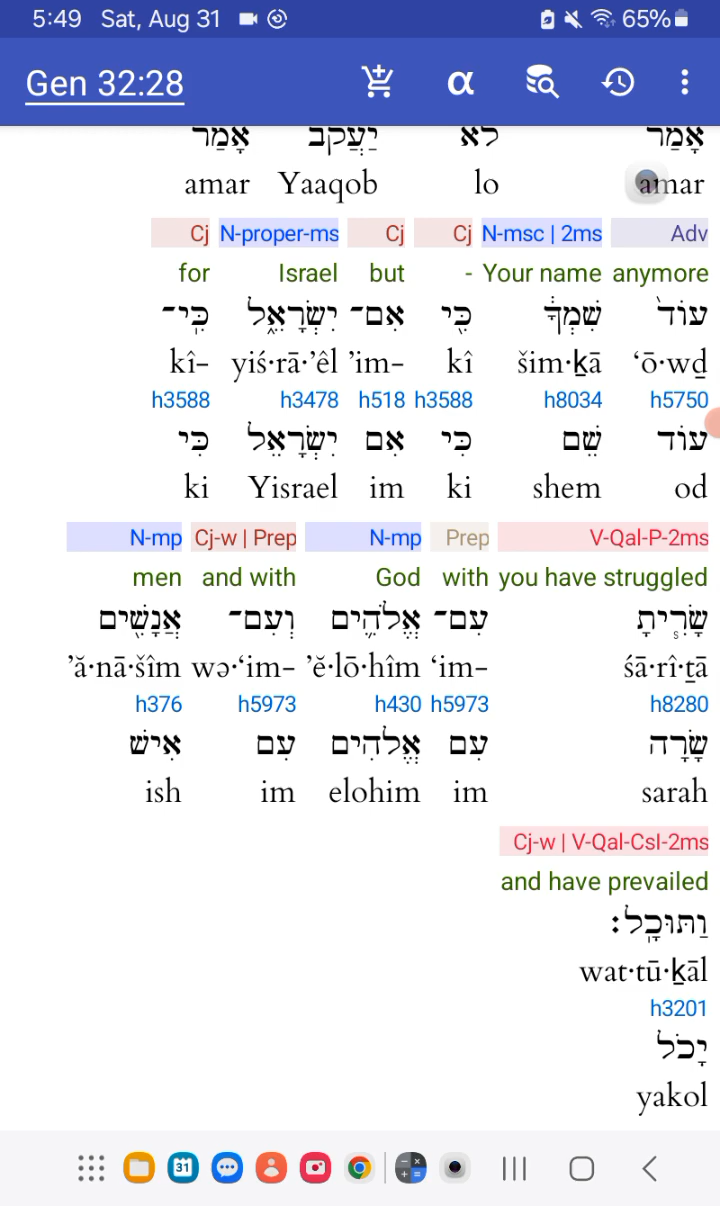 5:49 Sat, Aug 31 65%
Gen 32:28 α
אָמַר לֹא יַעֲקֹב אָמַר
amar Yaaqob lo amar
Cj N-proper-ms Cj Cj N-msc | 2ms Adv
for Israel but - Your name anymore
עוֹד֙ שִׁמְךָ֔ כִּ֖י אִם־ יִשְׂרָאֵ֑ל כִּֽי־
kî- yiś·rā·’êl ’im- kî šim·ḵā ‘ō·wḏ
h3588 h3478 h518 h3588 h8034 h5750
עוֹד שֵׁם כִּי אִם יִשְׂרָאֵל כִּי
ki Yisrael im ki shem od
N-mp Cj-w | Prep N-mp Prep V-Qal-P-2ms
men and with God with you have struggled
שָׂרִ֧יתָ עִם־ אֱלֹהִ֛ים וְעִם־ אֲנָשִׁ֖ים
’ă·nā·šîm wə·‘im- ’ĕ·lō·hîm ‘im- śā·rî·ṯā
h376 h5973 h430 h5973 h8280
שָׂרָה עִם אֱלֹהִים עִם אִישׁ
ish im elohim im sarah
Cj-w | V-Qal-CsI-2ms
and have prevailed
וַתּוּכָֽל׃
wat·tū·ḵāl
h3201
יָכֹל
yakol
31